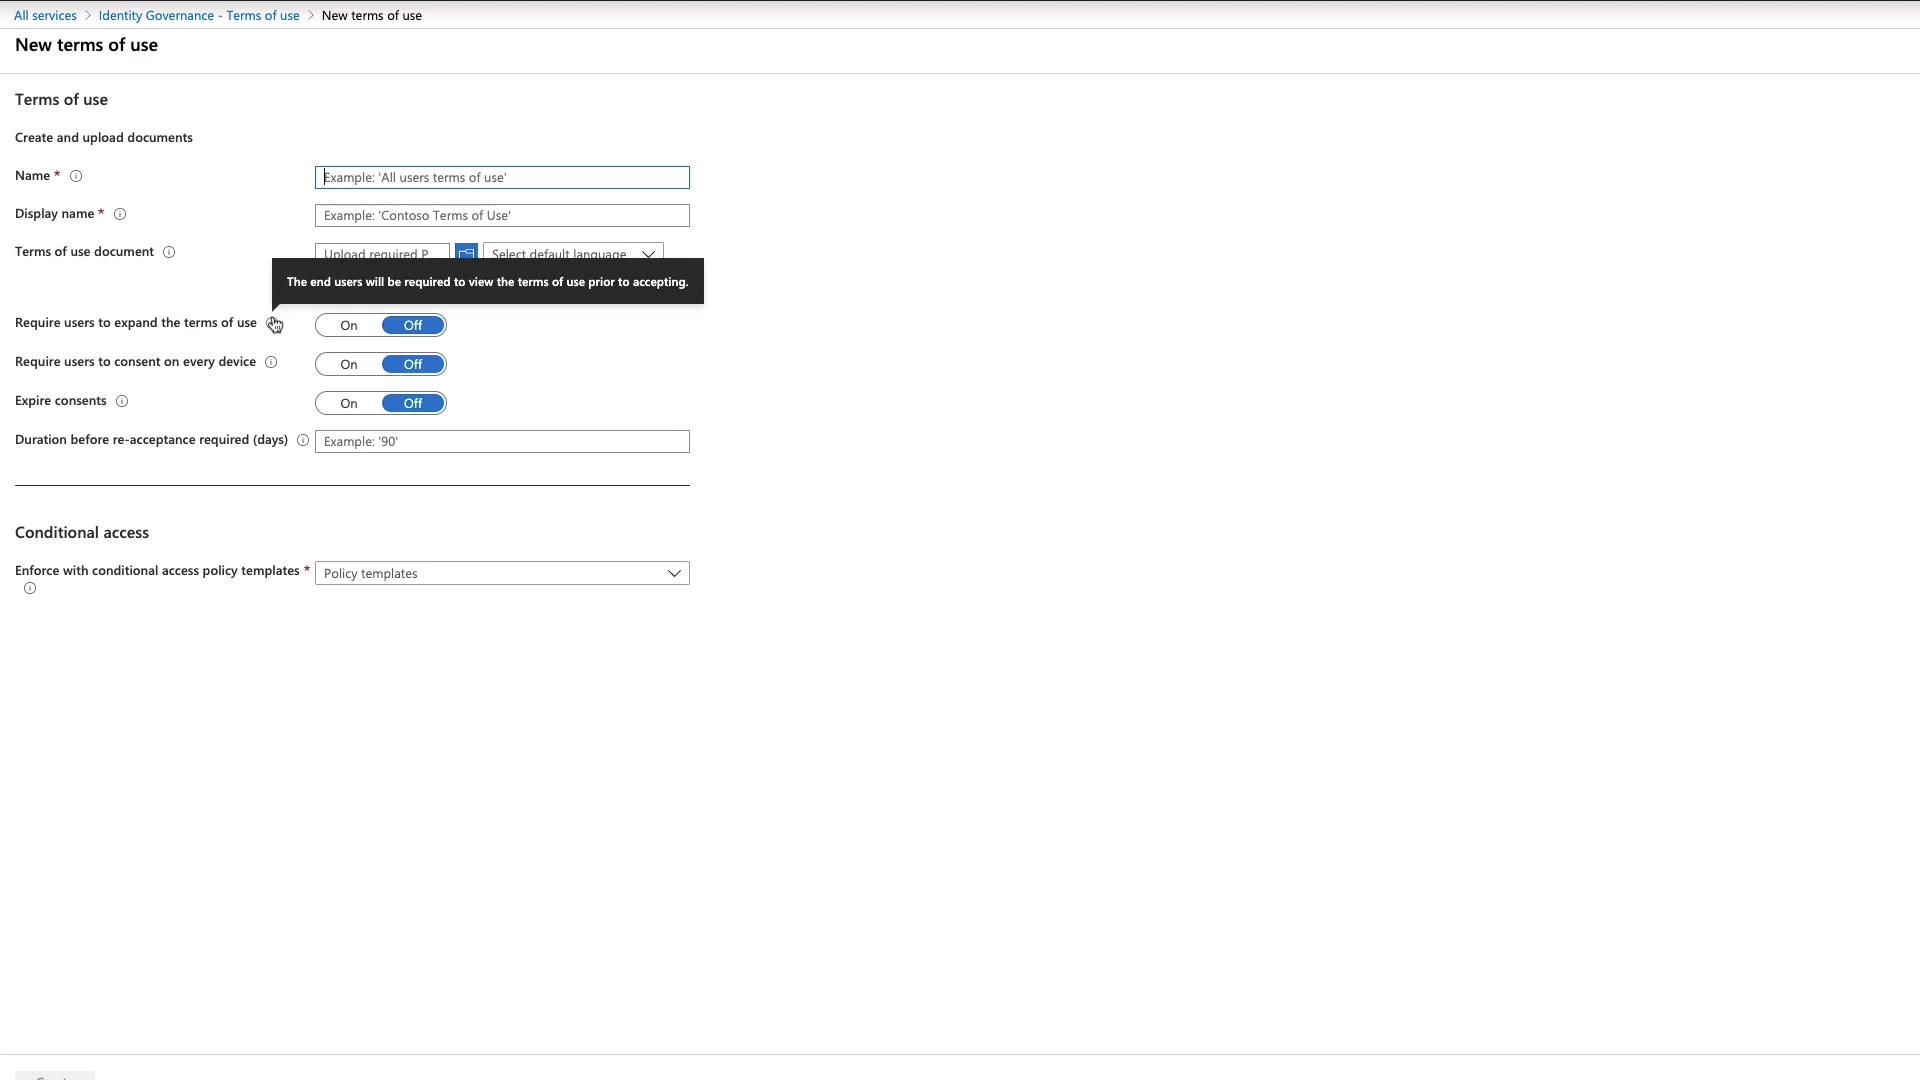 All services > Identity Governance - Terms of use > New terms of use
New terms of use
Terms of use
Create and upload documents
Name *
Example: 'All users terms of use'
Display name *
Example: 'Contoso Terms of Use'
Terms of use document
Upload required P... Select default language
The end users will be required to view the terms of use prior to accepting.
Require users to expand the terms of use
On Off
Require users to consent on every device
On Off
Expire consents
On Off
Duration before re-acceptance required (days)
Example: '90'
Conditional access
Enforce with conditional access policy templates *
Policy templates